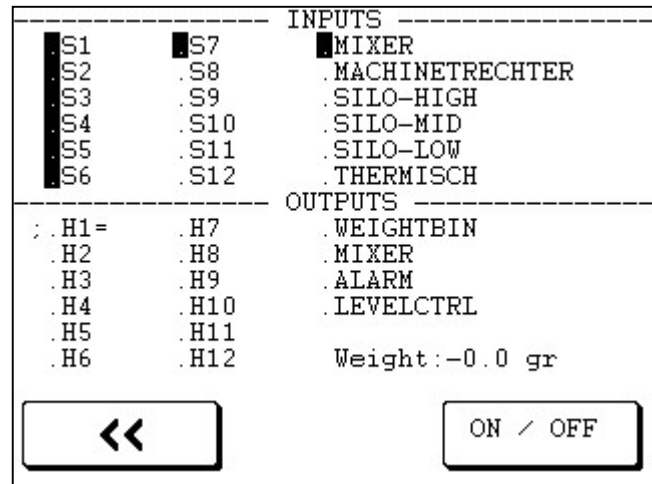 INPUTS
.S1 .S7 .MIXER
.S2 .S8 .MACHINETRECHTER
.S3 .S9 .SILO-HIGH
.S4 .S10 .SILO-MID
.S5 .S11 .SILO-LOW
.S6 .S12 .THERMISCH
OUTPUTS
;.H1= .H7 .WEIGHTBIN
.H2 .H8 .MIXER
.H3 .H9 .ALARM
.H4 .H10 .LEVELCTRL
.H5 .H11
.H6 .H12 Weight:-0.0 gr
<< ON / OFF